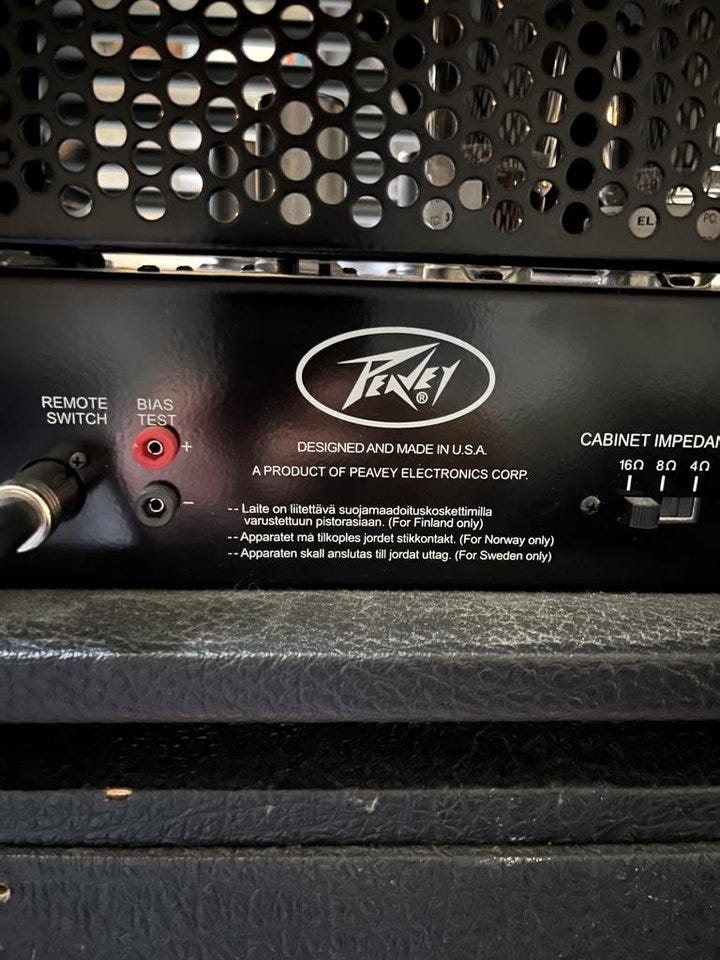 EL
PEAVEY®
REMOTE
SWITCH
BIAS
TEST
+
-
DESIGNED AND MADE IN U.S.A.
A PRODUCT OF PEAVEY ELECTRONICS CORP.
CABINET IMPEDAN
16Ω 8Ω 4Ω
-- Laite on liitettävä suojamaadoituskoskettimilla
varustettuun pistorasiaan. (For Finland only)
-- Apparatet må tilkoples jordet stikkontakt. (For Norway only)
-- Apparaten skall anslutas till jordat uttag. (For Sweden only)